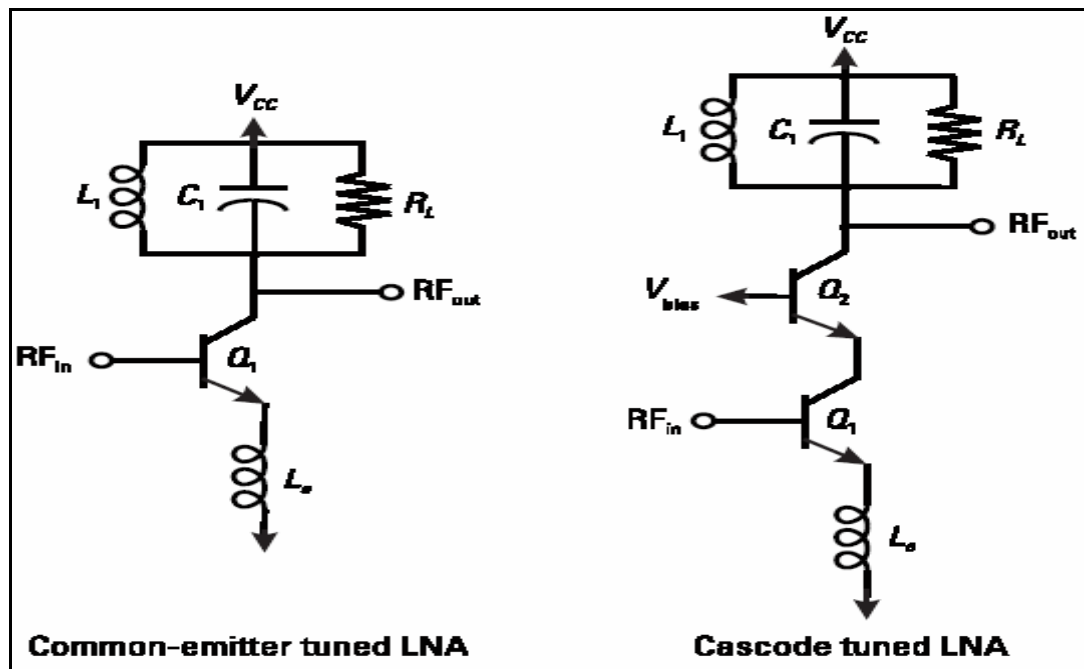 V_CC
L_1
C_1
R_L
RF_out
RF_in
Q_1
L_e
Common-emitter tuned LNA
V_CC
L_1
C_1
R_L
RF_out
V_bias
Q_2
RF_in
Q_1
L_e
Cascode tuned LNA